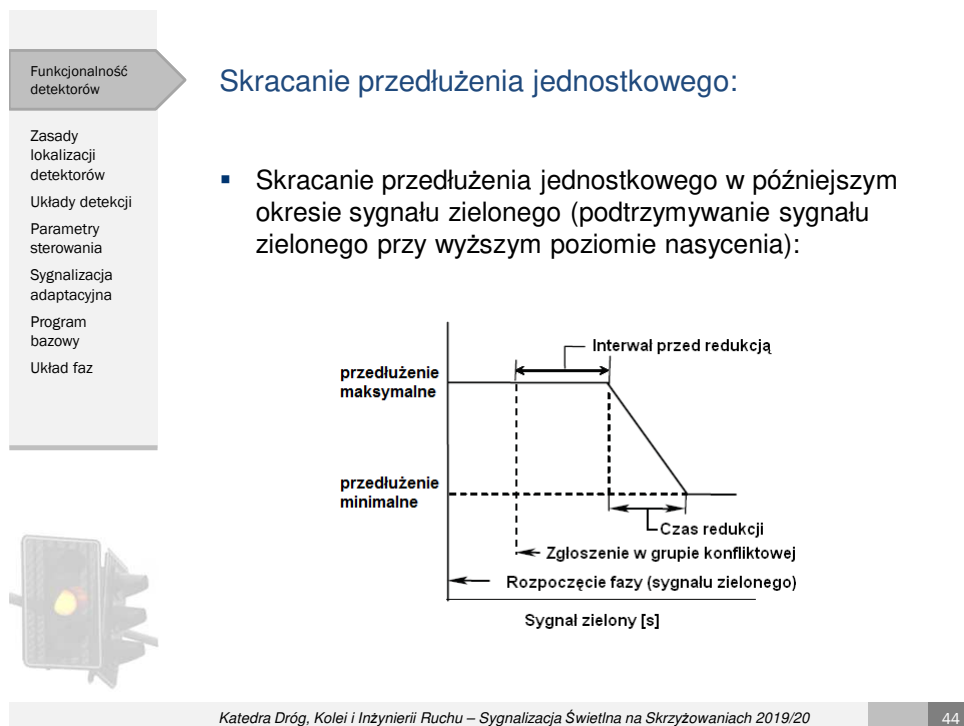 Funkcjonalność
detektorów
Zasady
lokalizacji
detektorów
Układy detekcji
Parametry
sterowania
Sygnalizacja
adaptacyjna
Program
bazowy
Układ faz
Skracanie przedłużenia jednostkowego:
▪ Skracanie przedłużenia jednostkowego w późniejszym
okresie sygnału zielonego (podtrzymywanie sygnału
zielonego przy wyższym poziomie nasycenia):
Interwał przed redukcją
przedłużenie
maksymalne
przedłużenie
minimalne
Czas redukcji
Zgłoszenie w grupie konfliktowej
Rozpoczęcie fazy (sygnału zielonego)
Sygnał zielony [s]
Katedra Dróg, Kolei i Inżynierii Ruchu – Sygnalizacja Świetlna na Skrzyżowaniach 2019/20
44